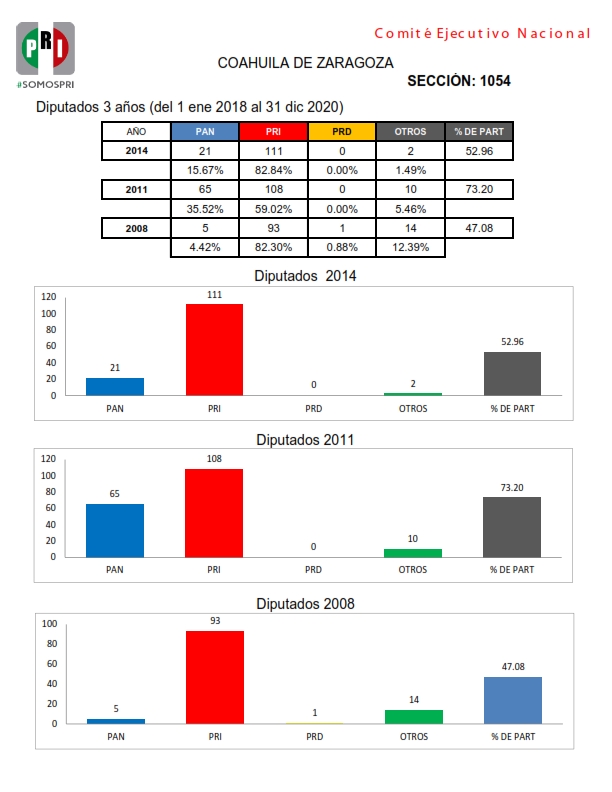 PRI
#SOMOSPRI
Comité Ejecutivo Nacional
COAHUILA DE ZARAGOZA
SECCIÓN: 1054
Diputados 3 años (del 1 ene 2018 al 31 dic 2020)
AÑO PAN PRI PRD OTROS % DE PART
2014 21 111 0 2 52.96
15.67% 82.84% 0.00% 1.49%
2011 65 108 0 10 73.20
35.52% 59.02% 0.00% 5.46%
2008 5 93 1 14 47.08
4.42% 82.30% 0.88% 12.39%
Diputados 2014
120
100
80
60
40
20
0
21 111 0 2 52.96
PAN PRI PRD OTROS % DE PART
Diputados 2011
120
100
80
60
40
20
0
65 108 0 10 73.20
PAN PRI PRD OTROS % DE PART
Diputados 2008
100
80
60
40
20
0
5 93 1 14 47.08
PAN PRI PRD OTROS % DE PART